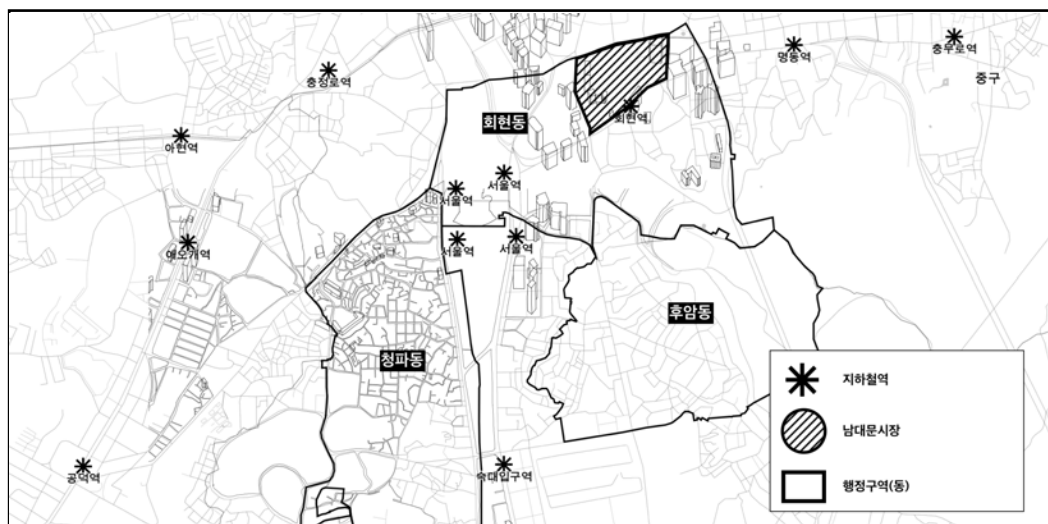 충무로역
명동역
충정로역
중구
회현역
회현동
아현역
서울역
서울역
애오개역
서울역
서울역
후암동
청파동
지하철역
남대문시장
행정구역(동)
공덕역
숙대입구역